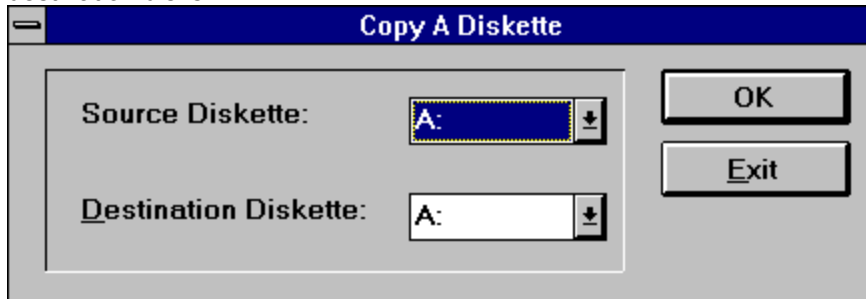 Copy A Diskette
Source Diskette: A: OK
Exit
Destination Diskette: A: